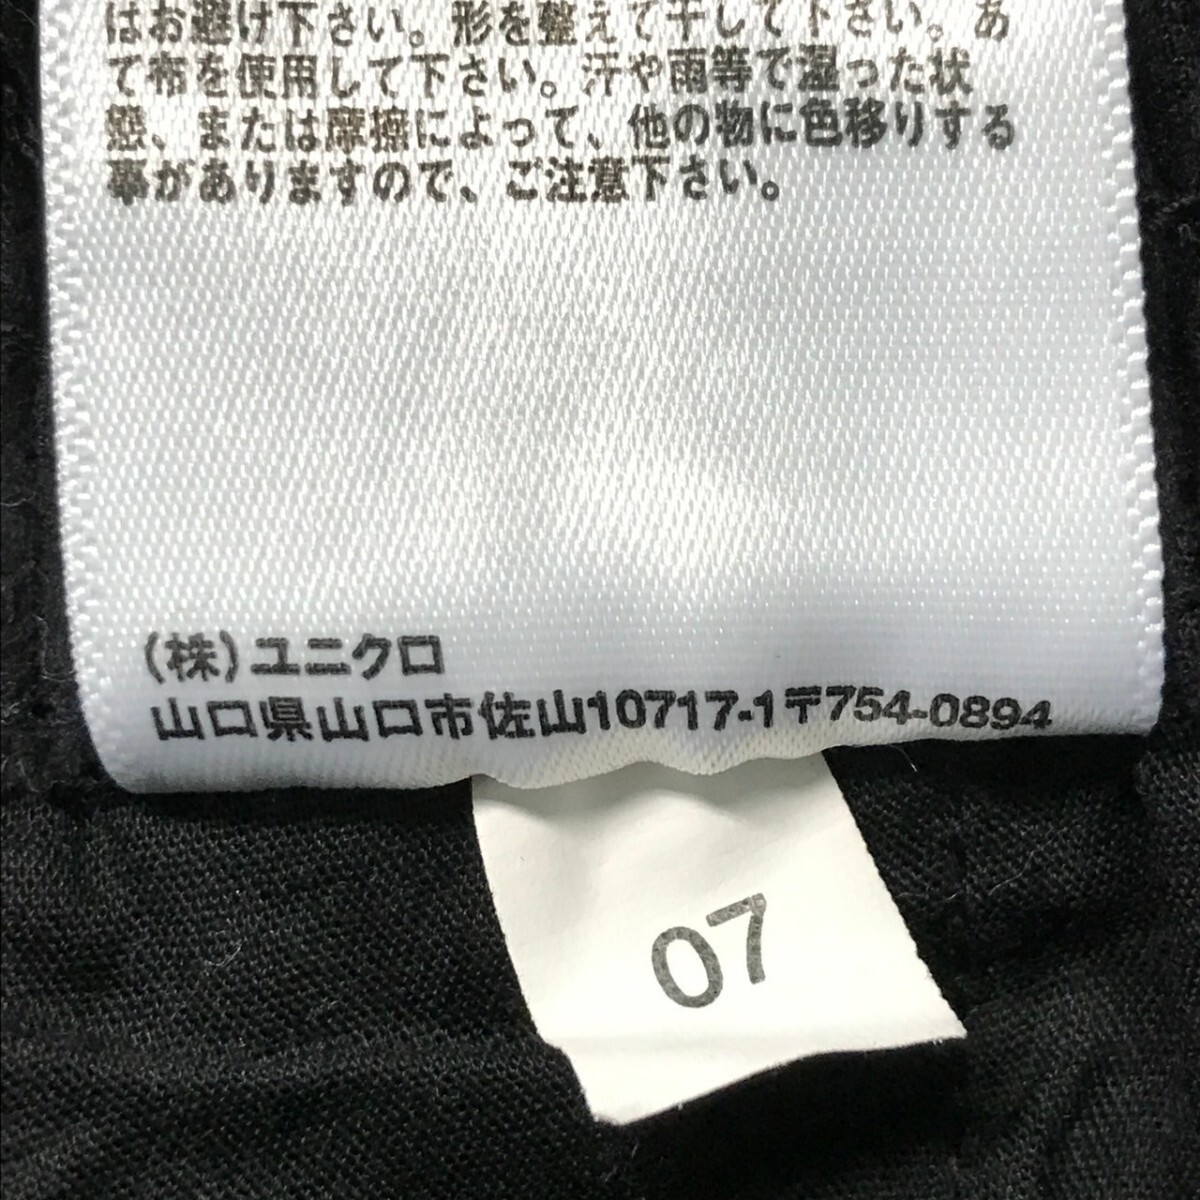 はお避け下さい。形を整えて干して下さい。あ
て布を使用して下さい。汗や雨等で湿った状
態、または摩擦によって、他の物に色移りする
事がありますので、ご注意下さい。
(株)ユニクロ
山口県山口市佐山10717-1〒754-0894
07